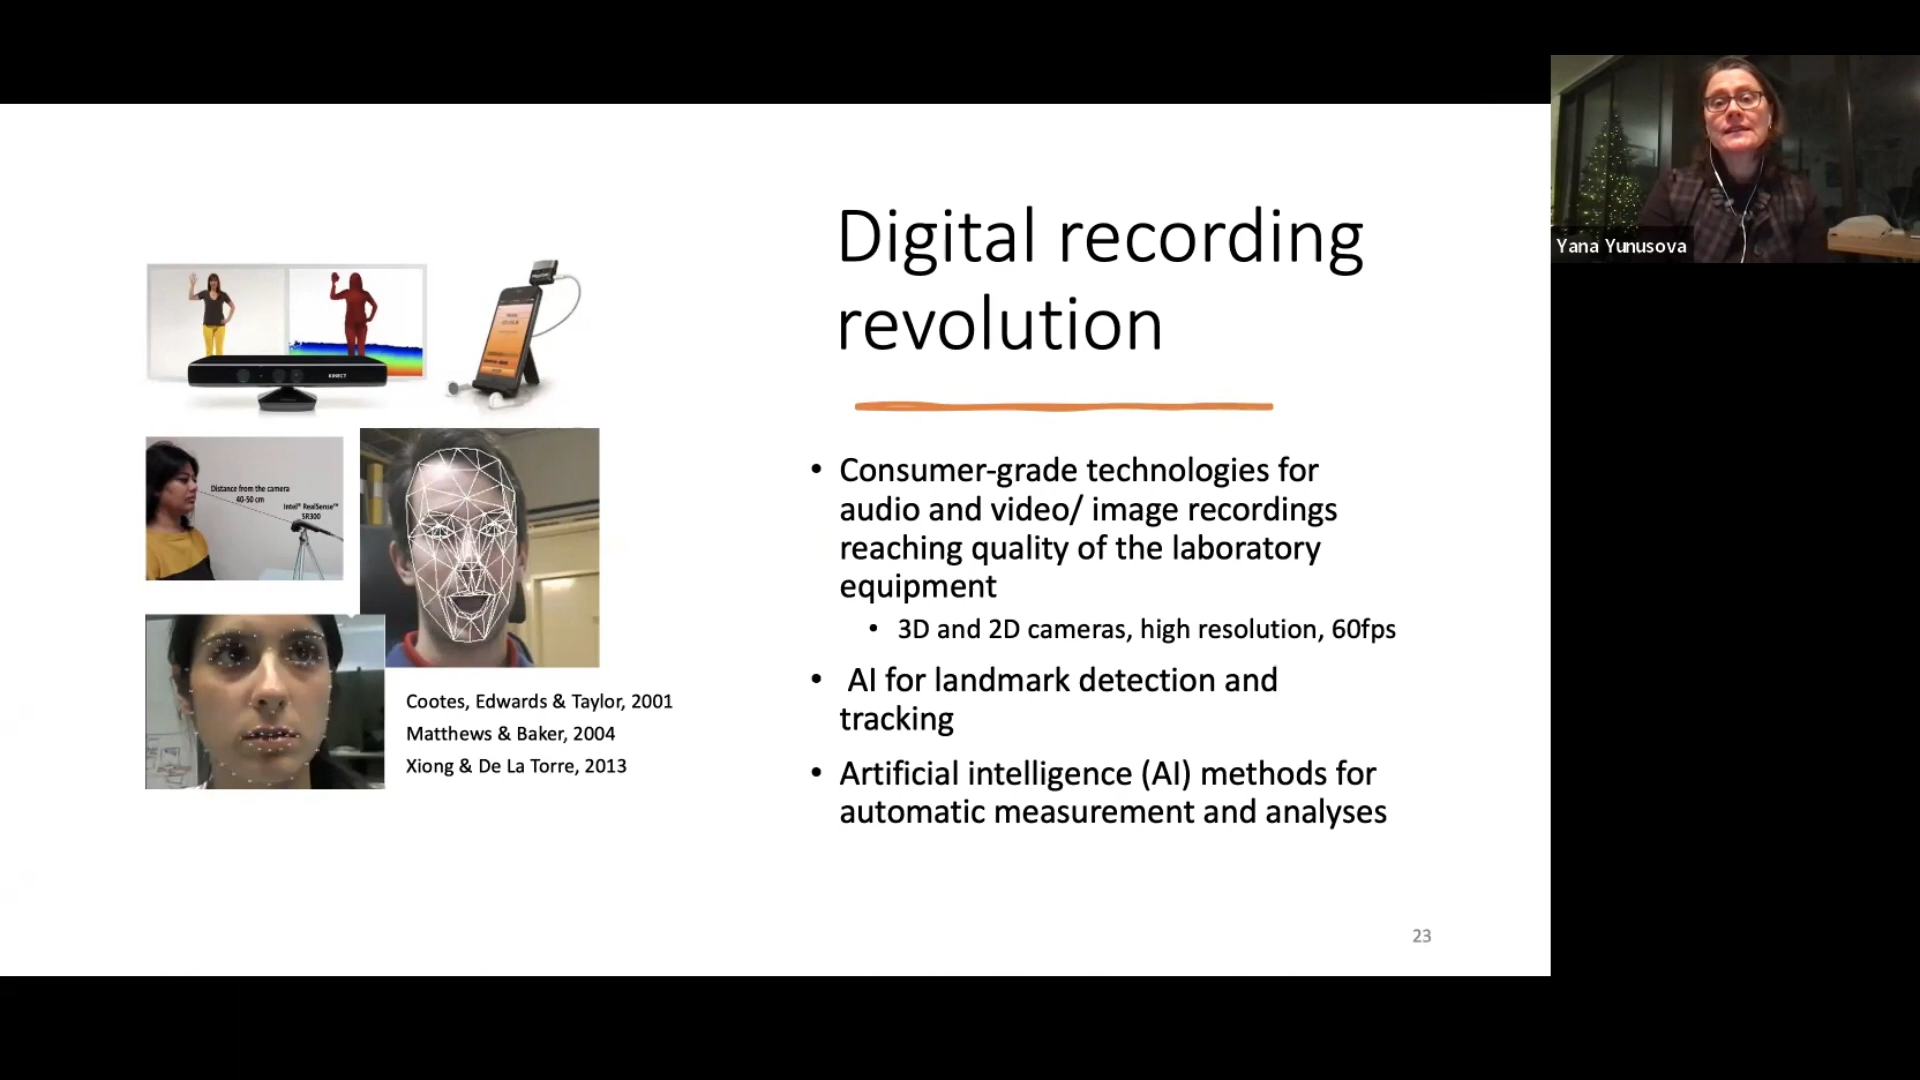 Digital recording
revolution
KINECT
Distance from the camera
40-50 cm
Intel® RealSense™
SR300
Cootes, Edwards & Taylor, 2001
Matthews & Baker, 2004
Xiong & De La Torre, 2013
• Consumer-grade technologies for
audio and video/ image recordings
reaching quality of the laboratory
equipment
• 3D and 2D cameras, high resolution, 60fps
• AI for landmark detection and
tracking
• Artificial intelligence (AI) methods for
automatic measurement and analyses
23
Yana Yunusova